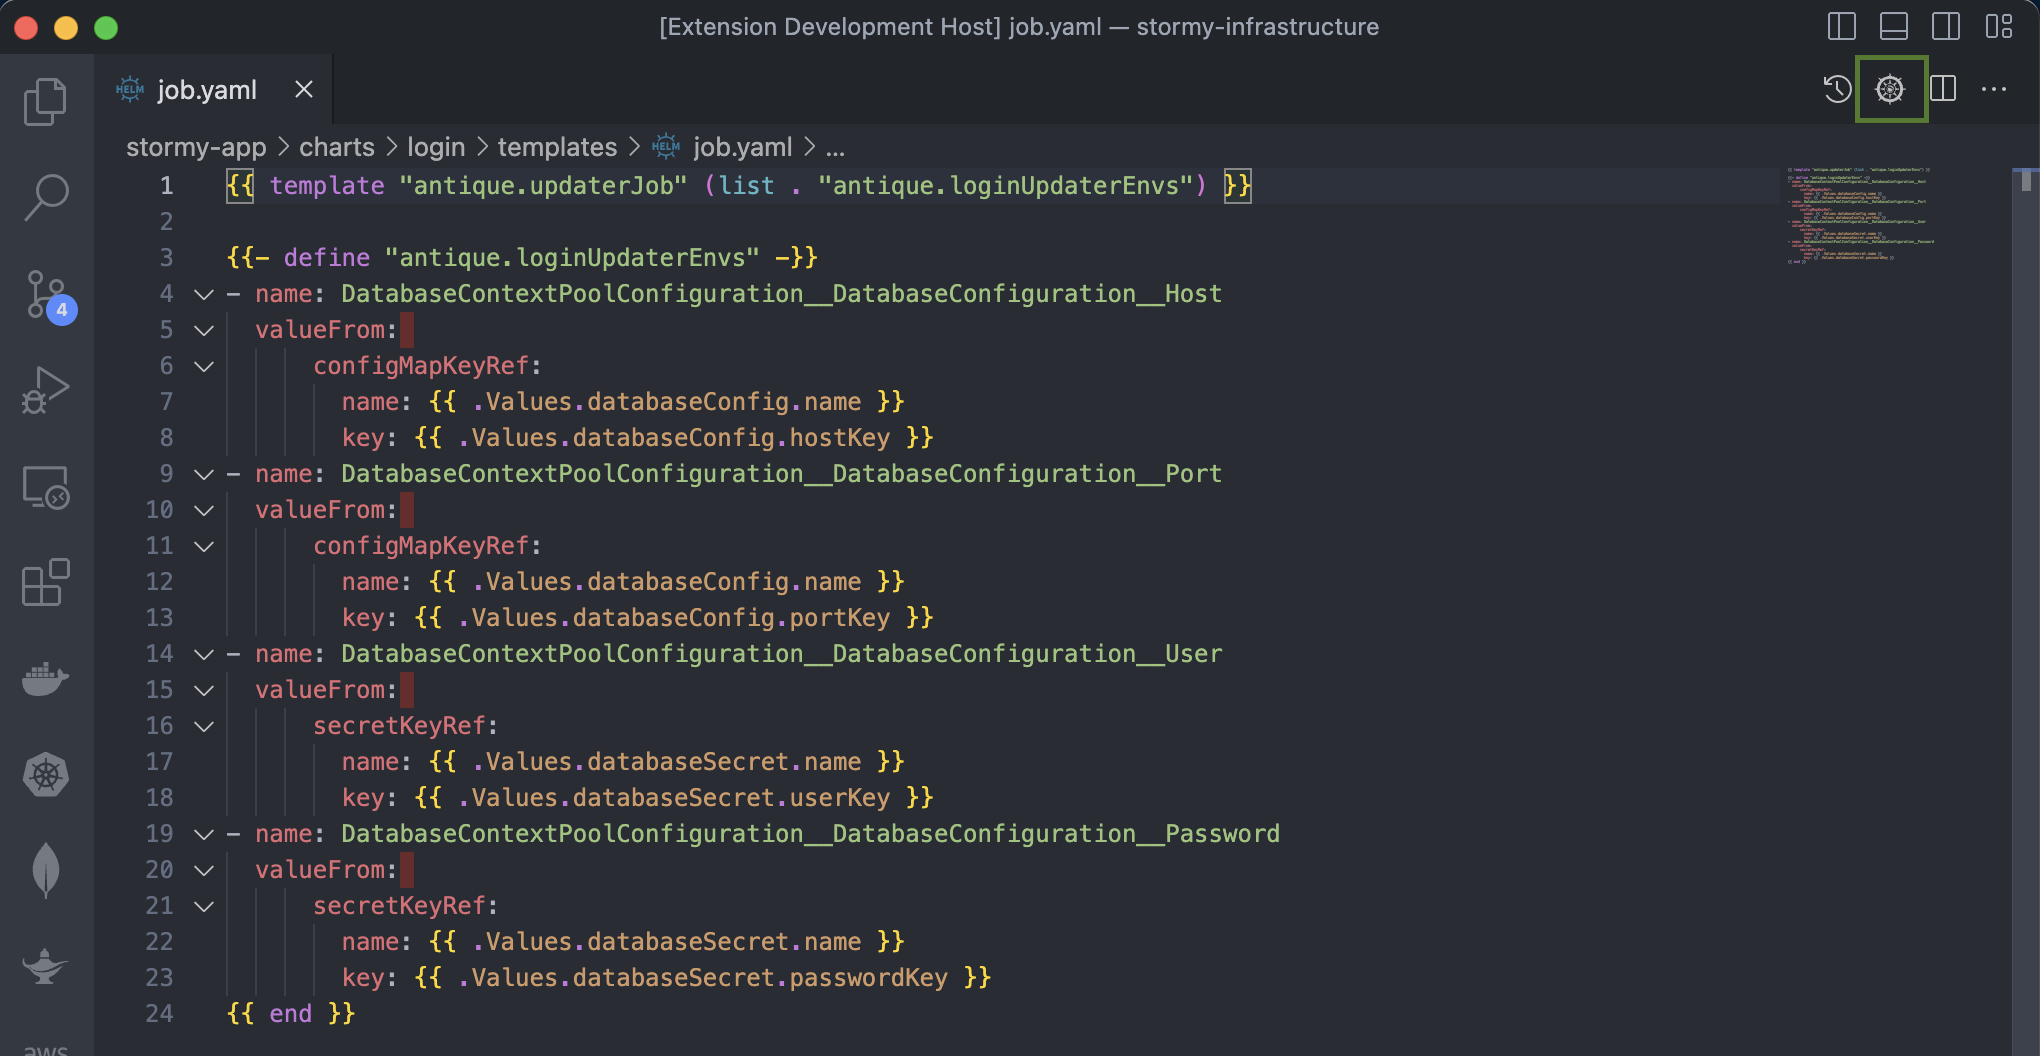 [Extension Development Host] job.yaml — stormy-infrastructure
HELM job.yaml
stormy-app > charts > login > templates > HELM job.yaml > ...
1 {{ template "antique.updaterJob" (list . "antique.loginUpdaterEnvs") }}
2
3 {{- define "antique.loginUpdaterEnvs" -}}
4 - name: DatabaseContextPoolConfiguration__DatabaseConfiguration__Host
5   valueFrom:
6       configMapKeyRef:
7         name: {{ .Values.databaseConfig.name }}
8         key: {{ .Values.databaseConfig.hostKey }}
9 - name: DatabaseContextPoolConfiguration__DatabaseConfiguration__Port
10   valueFrom:
11       configMapKeyRef:
12         name: {{ .Values.databaseConfig.name }}
13         key: {{ .Values.databaseConfig.portKey }}
14 - name: DatabaseContextPoolConfiguration__DatabaseConfiguration__User
15   valueFrom:
16       secretKeyRef:
17         name: {{ .Values.databaseSecret.name }}
18         key: {{ .Values.databaseSecret.userKey }}
19 - name: DatabaseContextPoolConfiguration__DatabaseConfiguration__Password
20   valueFrom:
21       secretKeyRef:
22         name: {{ .Values.databaseSecret.name }}
23         key: {{ .Values.databaseSecret.passwordKey }}
24 {{ end }}
4
aws